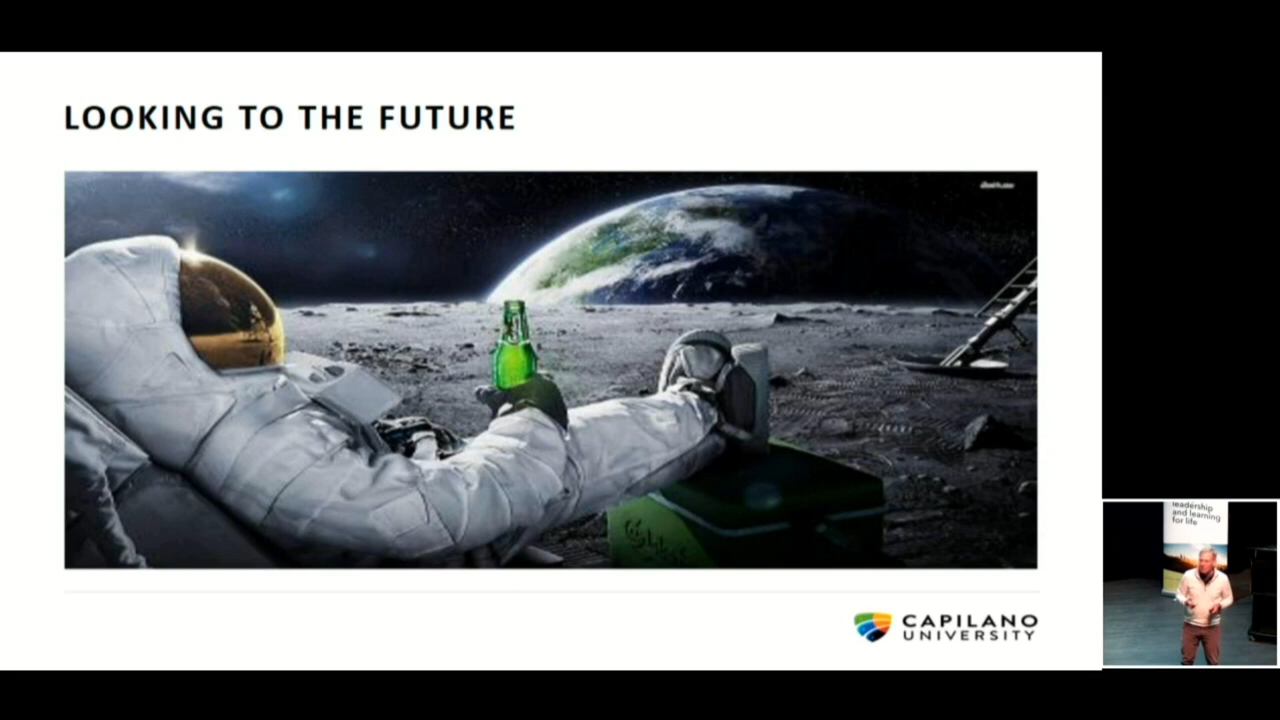 LOOKING TO THE FUTURE
CAPILANO
UNIVERSITY
leadership
and learning
for life